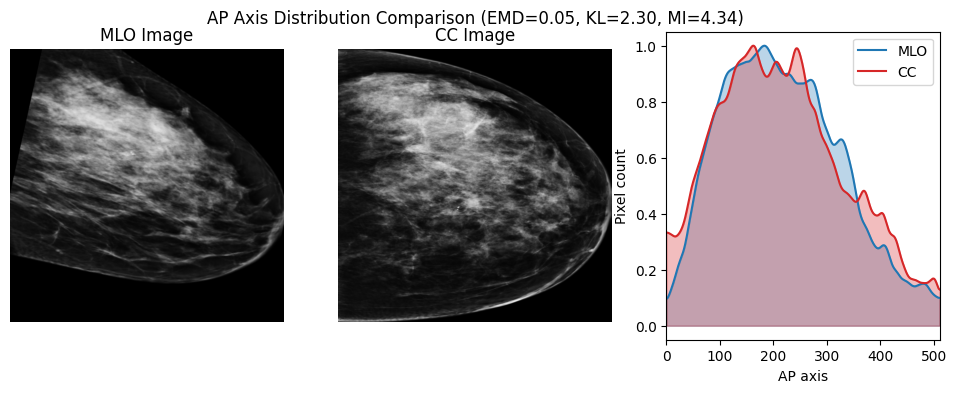 AP Axis Distribution Comparison (EMD=0.05, KL=2.30, MI=4.34)
MLO Image
CC Image
MLO
CC
1.0
0.8
0.6
0.4
0.2
0.0
Pixel count
0 100 200 300 400 500
AP axis